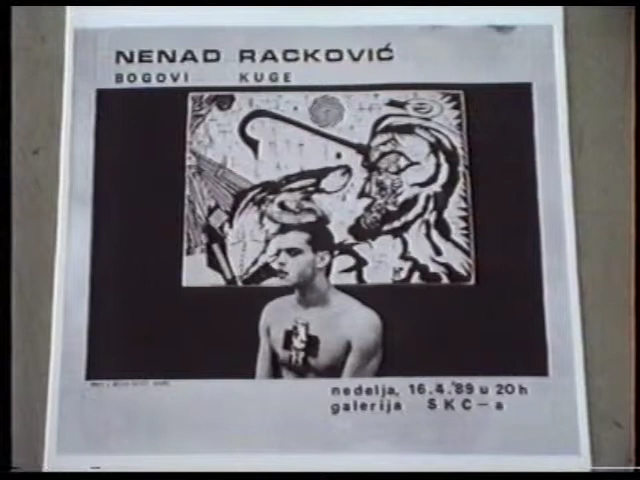 NENAD RACKOVIĆ
BOGOVI KUGE
nedelja, 16.4.'89 u 20h
galerija SKC-a